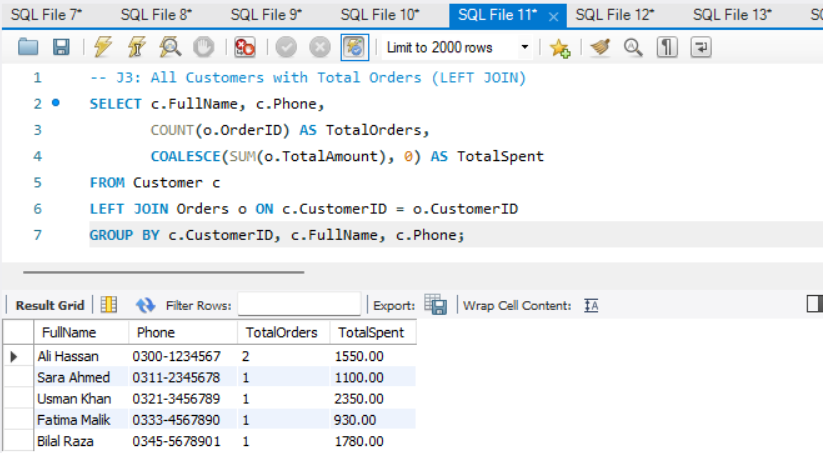 SQL File 7* SQL File 8* SQL File 9* SQL File 10* SQL File 11* × SQL File 12* SQL File 13*
Limit to 2000 rows
1 -- J3: All Customers with Total Orders (LEFT JOIN)
2 SELECT c.FullName, c.Phone,
3 COUNT(o.OrderID) AS TotalOrders,
4 COALESCE(SUM(o.TotalAmount), 0) AS TotalSpent
5 FROM Customer c
6 LEFT JOIN Orders o ON c.CustomerID = o.CustomerID
7 GROUP BY c.CustomerID, c.FullName, c.Phone;
Result Grid Filter Rows: Export: Wrap Cell Content:
FullName Phone TotalOrders TotalSpent
Ali Hassan 0300-1234567 2 1550.00
Sara Ahmed 0311-2345678 1 1100.00
Usman Khan 0321-3456789 1 2350.00
Fatima Malik 0333-4567890 1 930.00
Bilal Raza 0345-5678901 1 1780.00